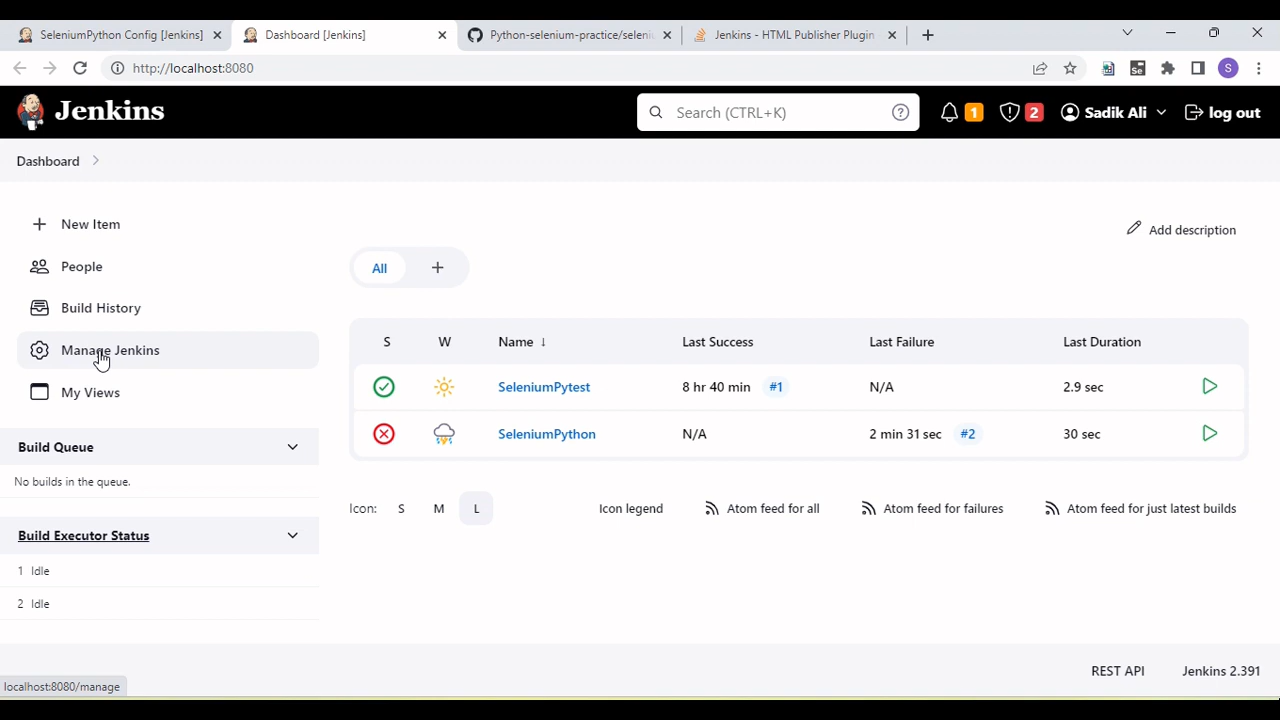 SeleniumPython Config [Jenkins]
Dashboard [Jenkins]
Python-selenium-practice/seleni
Jenkins - HTML Publisher Plugin
http://localhost:8080
Se
S
Jenkins
Search (CTRL+K)
?
1
2
Sadik Ali
log out
Dashboard
New Item
People
Build History
Manage Jenkins
My Views
Build Queue
No builds in the queue.
Build Executor Status
1 Idle
2 Idle
Add description
All +
S W Name ↓ Last Success Last Failure Last Duration
SeleniumPytest 8 hr 40 min #1 N/A 2.9 sec
SeleniumPython N/A 2 min 31 sec #2 30 sec
Icon: S M L Icon legend Atom feed for all Atom feed for failures Atom feed for just latest builds
REST API Jenkins 2.391
localhost:8080/manage